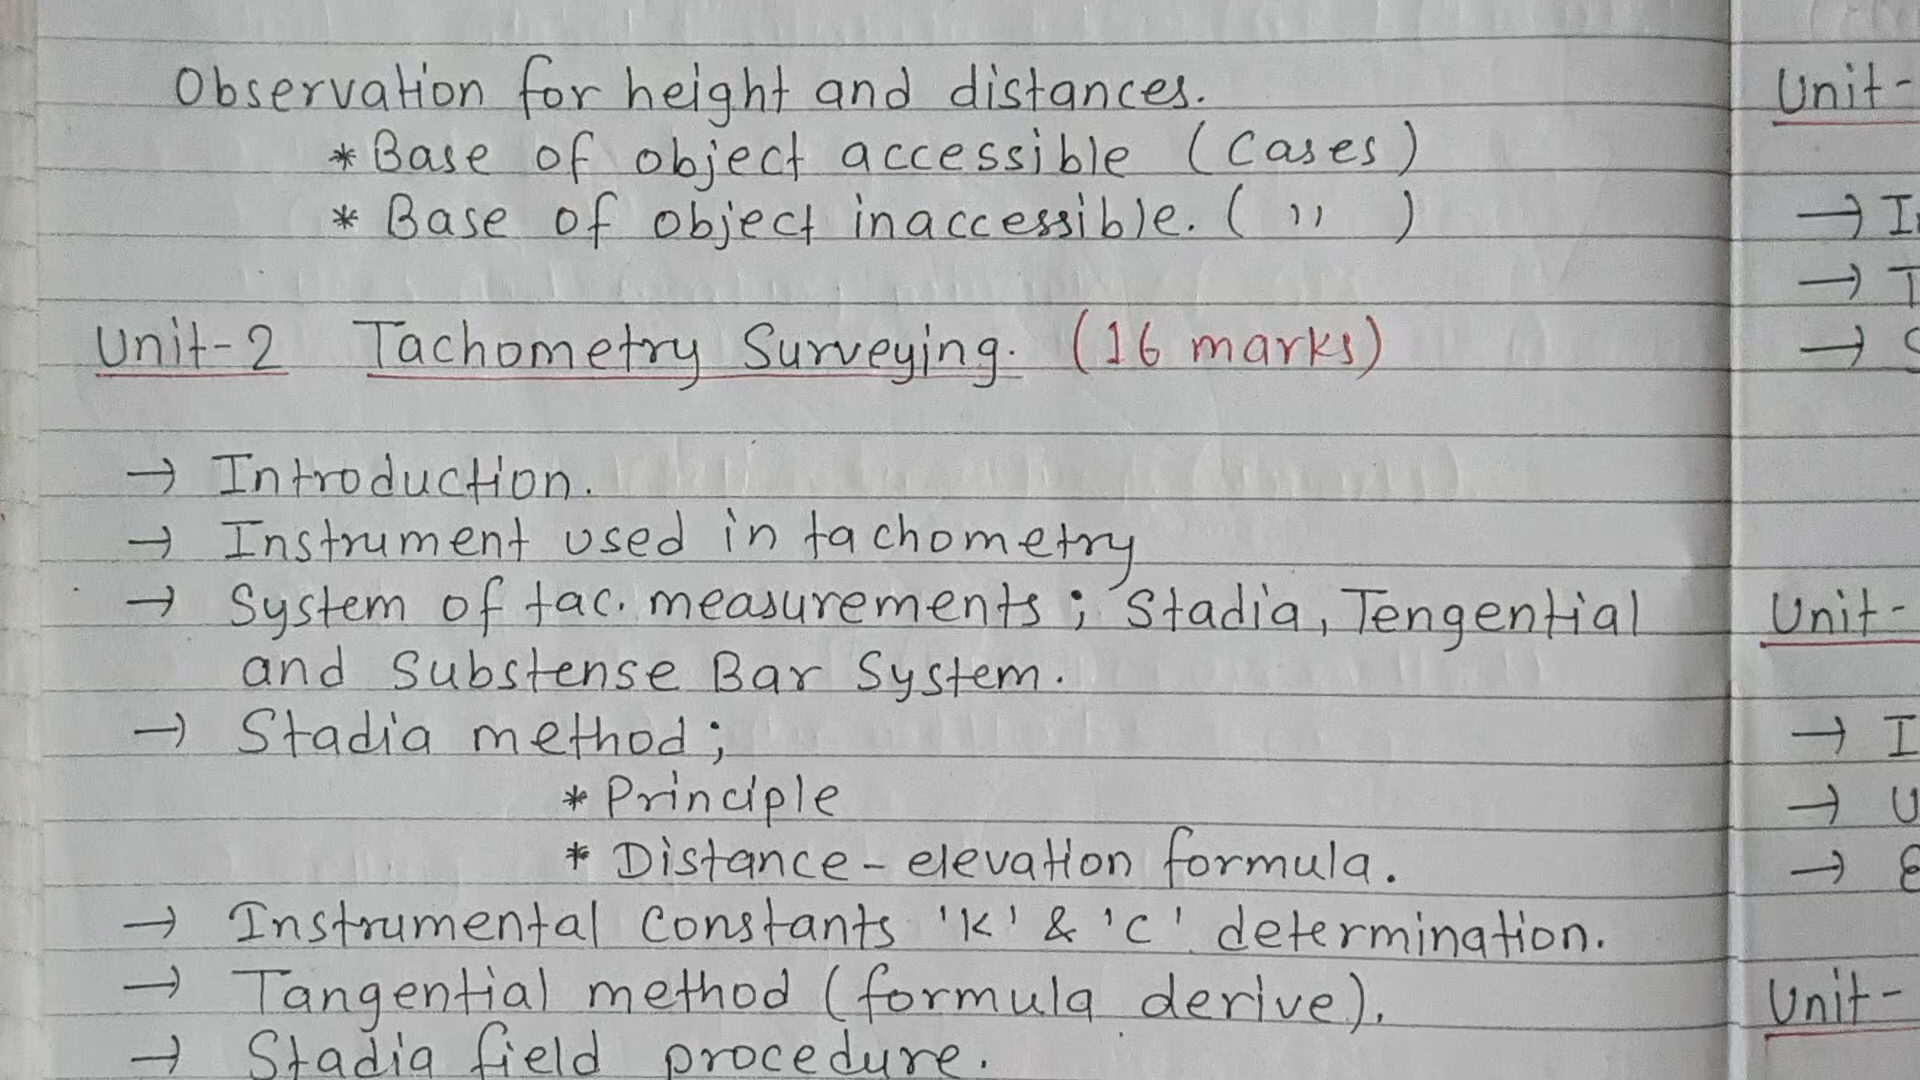 Observation for height and distances.
* Base of object accessible (Cases)
* Base of object inaccessible. ( " )
Unit-2 Tachometry Surveying. (16 marks)
→ Introduction.
→ Instrument used in tachometry
→ System of tac. measurements ; Stadia, Tengential
and Substense Bar System.
→ Stadia method ;
* Principle
* Distance - elevation formula.
→ Instrumental Constants 'K' & 'C' determination.
→ Tangential method (formula derive).
→ Stadia field procedure.
Unit-
Unit-
Unit-